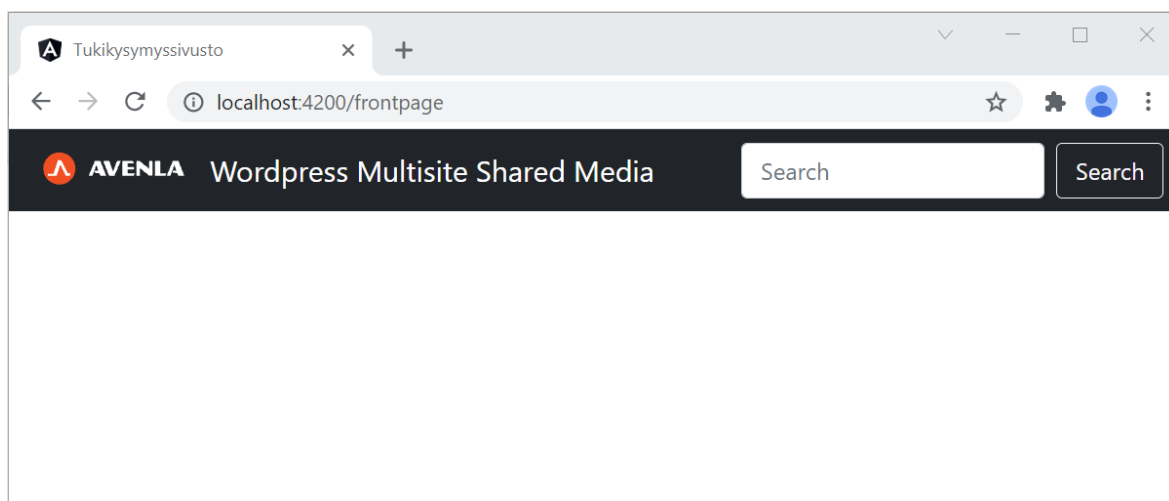 Tukikysymyssivusto
localhost:4200/frontpage
AVENLA Wordpress Multisite Shared Media Search Search